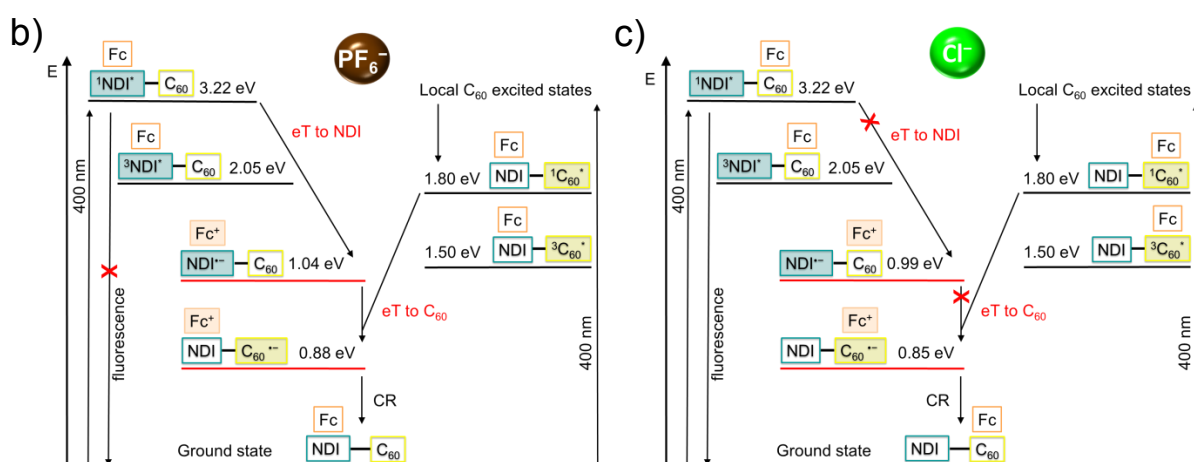 b)
E
PF₆⁻
Fc
¹NDI* C₆₀ 3.22 eV
Local C₆₀ excited states
eT to NDI
Fc
³NDI* C₆₀ 2.05 eV
Fc
1.80 eV NDI ¹C₆₀*
400 nm
Fc
1.50 eV NDI ³C₆₀*
Fc⁺
NDI•⁻ C₆₀ 1.04 eV
eT to C₆₀
fluorescence
Fc⁺
NDI C₆₀•⁻ 0.88 eV
400 nm
CR
Fc
Ground state NDI C₆₀
c)
E
Cl⁻
Fc
¹NDI* C₆₀ 3.22 eV
Local C₆₀ excited states
eT to NDI
Fc
³NDI* C₆₀ 2.05 eV
Fc
1.80 eV NDI ¹C₆₀*
400 nm
Fc
1.50 eV NDI ³C₆₀*
Fc⁺
NDI•⁻ C₆₀ 0.99 eV
eT to C₆₀
fluorescence
Fc⁺
NDI C₆₀•⁻ 0.85 eV
400 nm
CR
Fc
Ground state NDI C₆₀